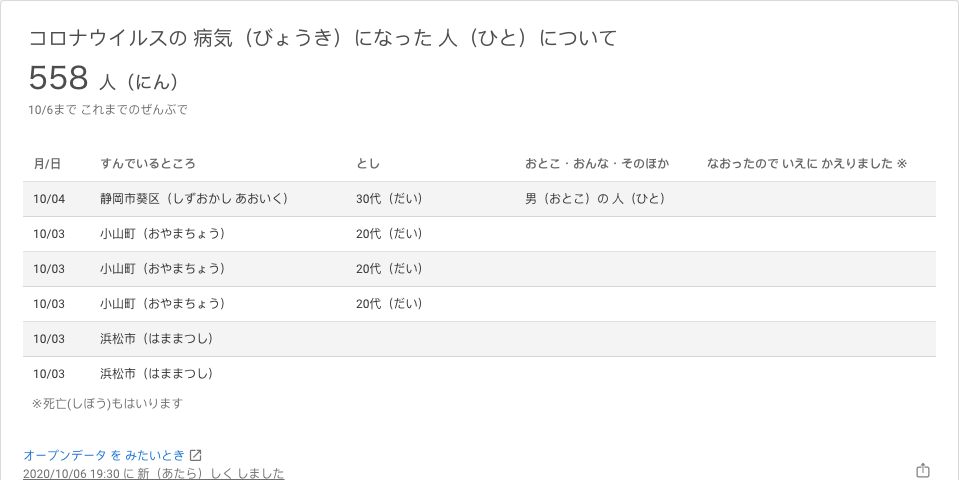 コロナウイルスの 病気（びょうき）になった 人（ひと）について
558 人（にん）
10/6まで これまでのぜんぶで
月/日 すんでいるところ とし おとこ・おんな・そのほか なおったので いえに かえりました ※
10/04 静岡市葵区（しずおかし あおいく） 30代（だい） 男（おとこ）の 人（ひと）
10/03 小山町（おやまちょう） 20代（だい）
10/03 小山町（おやまちょう） 20代（だい）
10/03 小山町（おやまちょう） 20代（だい）
10/03 浜松市（はままつし）
10/03 浜松市（はままつし）
※死亡(しぼう)もはいります
オープンデータ を みたいとき
2020/10/06 19:30 に 新（あたら）しく しました